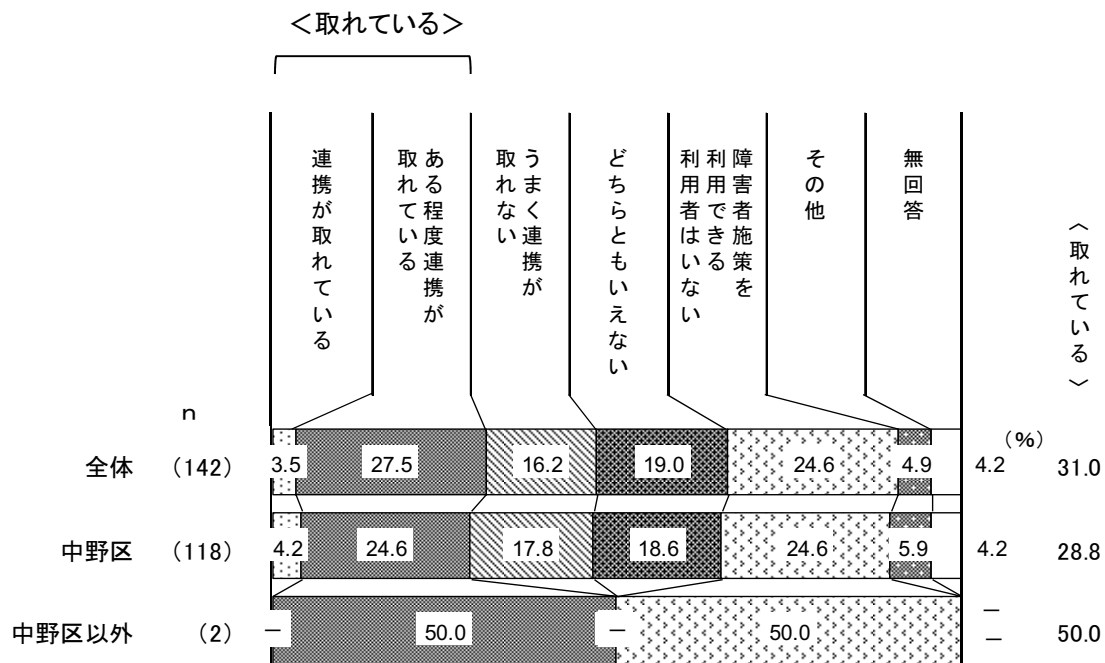 ＜取れている＞
連携が取れている
ある程度連携が
取れている
うまく連携が
取れない
どちらともいえない
障害者施策を
利用できる
利用者はいない
その他
無回答
＜取れている＞
n
(%)
全体 (142) 3.5 27.5 16.2 19.0 24.6 4.9 4.2 31.0
中野区 (118) 4.2 24.6 17.8 18.6 24.6 5.9 4.2 28.8
中野区以外 (2) － 50.0 － 50.0 － － 50.0